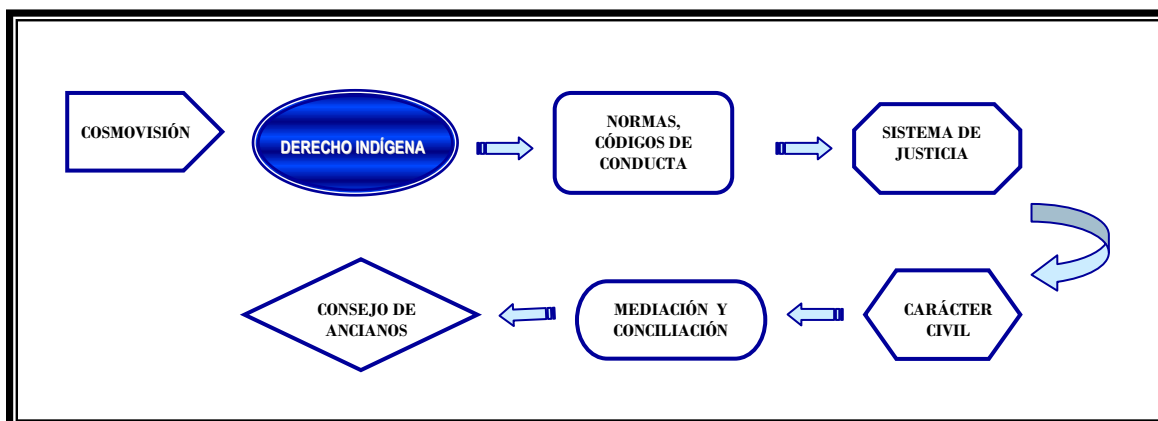 COSMOVISIÓN
DERECHO INDÍGENA
NORMAS,
CÓDIGOS DE
CONDUCTA
SISTEMA DE
JUSTICIA
CARÁCTER
CIVIL
MEDIACIÓN Y
CONCILIACIÓN
CONSEJO DE
ANCIANOS